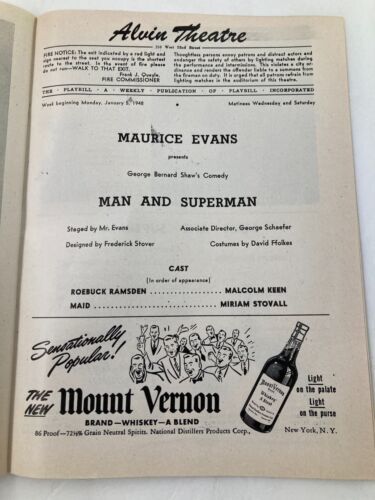 Alvin Theatre
250 West 52nd Street
FIRE NOTICE: The exit indicated by a red light and
sign nearest to the seat you occupy is the shortest
route to the street. In the event of fire please
do not run—WALK TO THAT EXIT.
Frank J. Quayle,
FIRE COMMISSIONER
Thoughtless persons annoy patrons and distract actors and
endanger the safety of others by lighting matches during
the performance and intermissions. This violates a city or-
dinance and renders the offender liable to a summons from
the fireman on duty. It is urged that all patrons refrain from
lighting matches in the auditorium of this theatre.
THE · PLAYBILL · A · WEEKLY · PUBLICATION · OF · PLAYBILL · INCORPORATED
Week beginning Monday, January 5, 1948
Matinees Wednesday and Saturday
MAURICE EVANS
presents
George Bernard Shaw's Comedy
MAN AND SUPERMAN
Staged by Mr. Evans
Associate Director, George Schaefer
Designed by Frederick Stover
Costumes by David Ffolkes
CAST
(In order of appearance)
ROEBUCK RAMSDEN .................. MALCOLM KEEN
MAID .................. MIRIAM STOVALL
Sensationally
Popular!
THE
NEW
Mount Vernon
BRAND—WHISKEY—A BLEND
Mount Vernon
Whiskey
Light
on the palate
Light
on the purse
86 Proof—72½% Grain Neutral Spirits. National Distillers Products Corp.,
New York, N. Y.